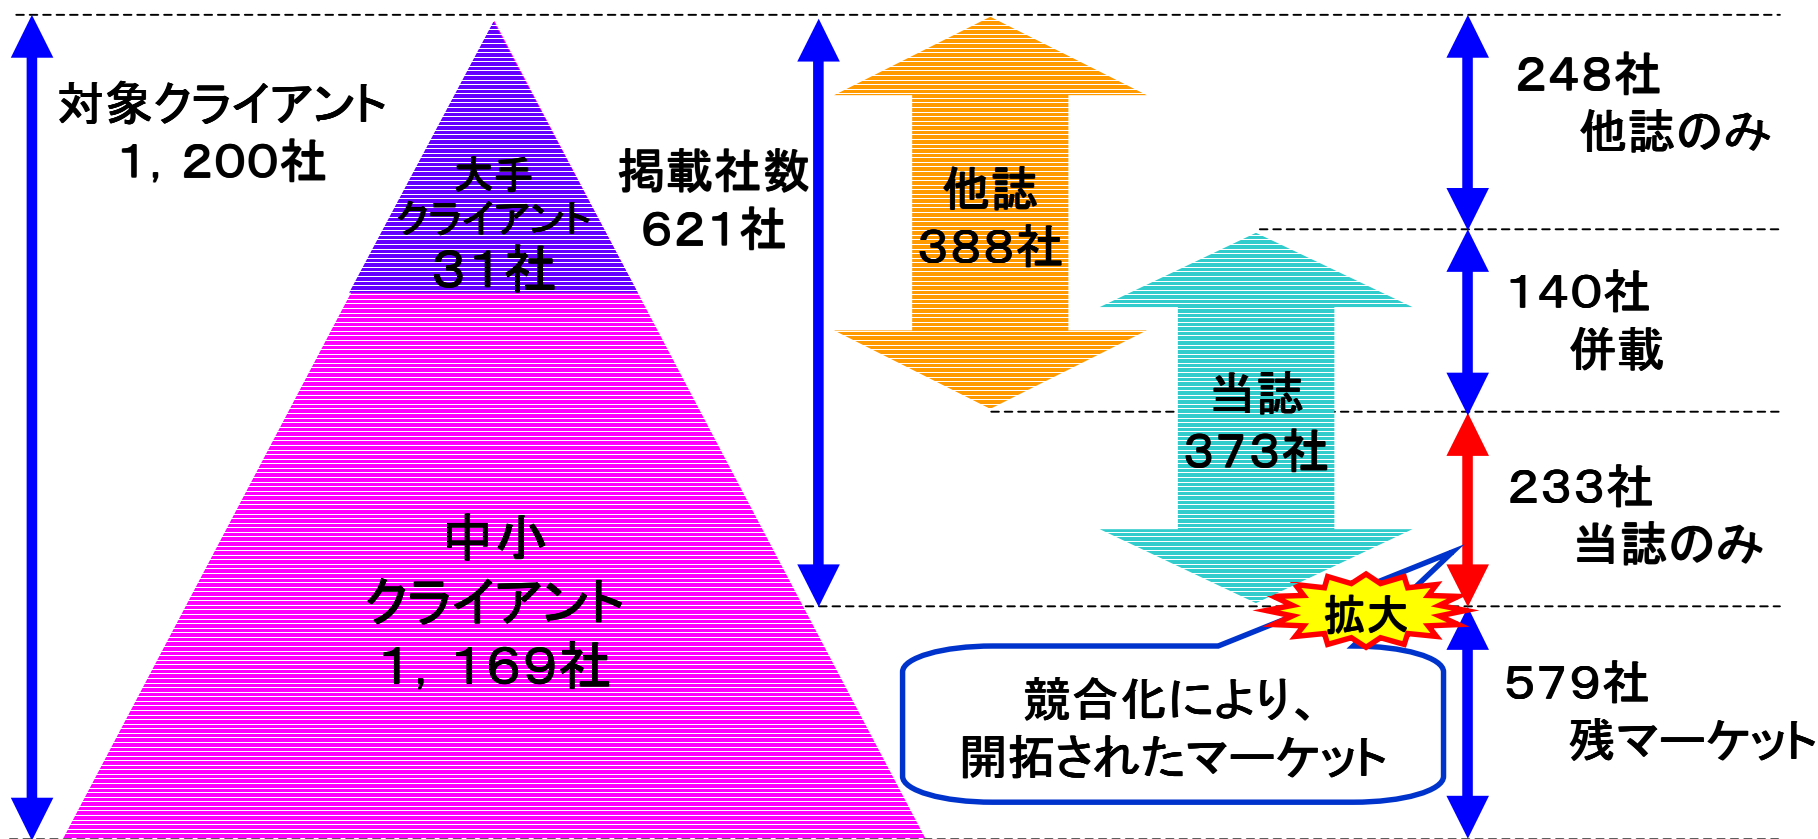 対象クライアント
１，２００社
大手
クライアント
３１社
中小
クライアント
１，１６９社
掲載社数
６２１社
他誌
３８８社
当誌
３７３社
２４８社
他誌のみ
１４０社
併載
２３３社
当誌のみ
拡大
競合化により、
開拓されたマーケット
５７９社
残マーケット